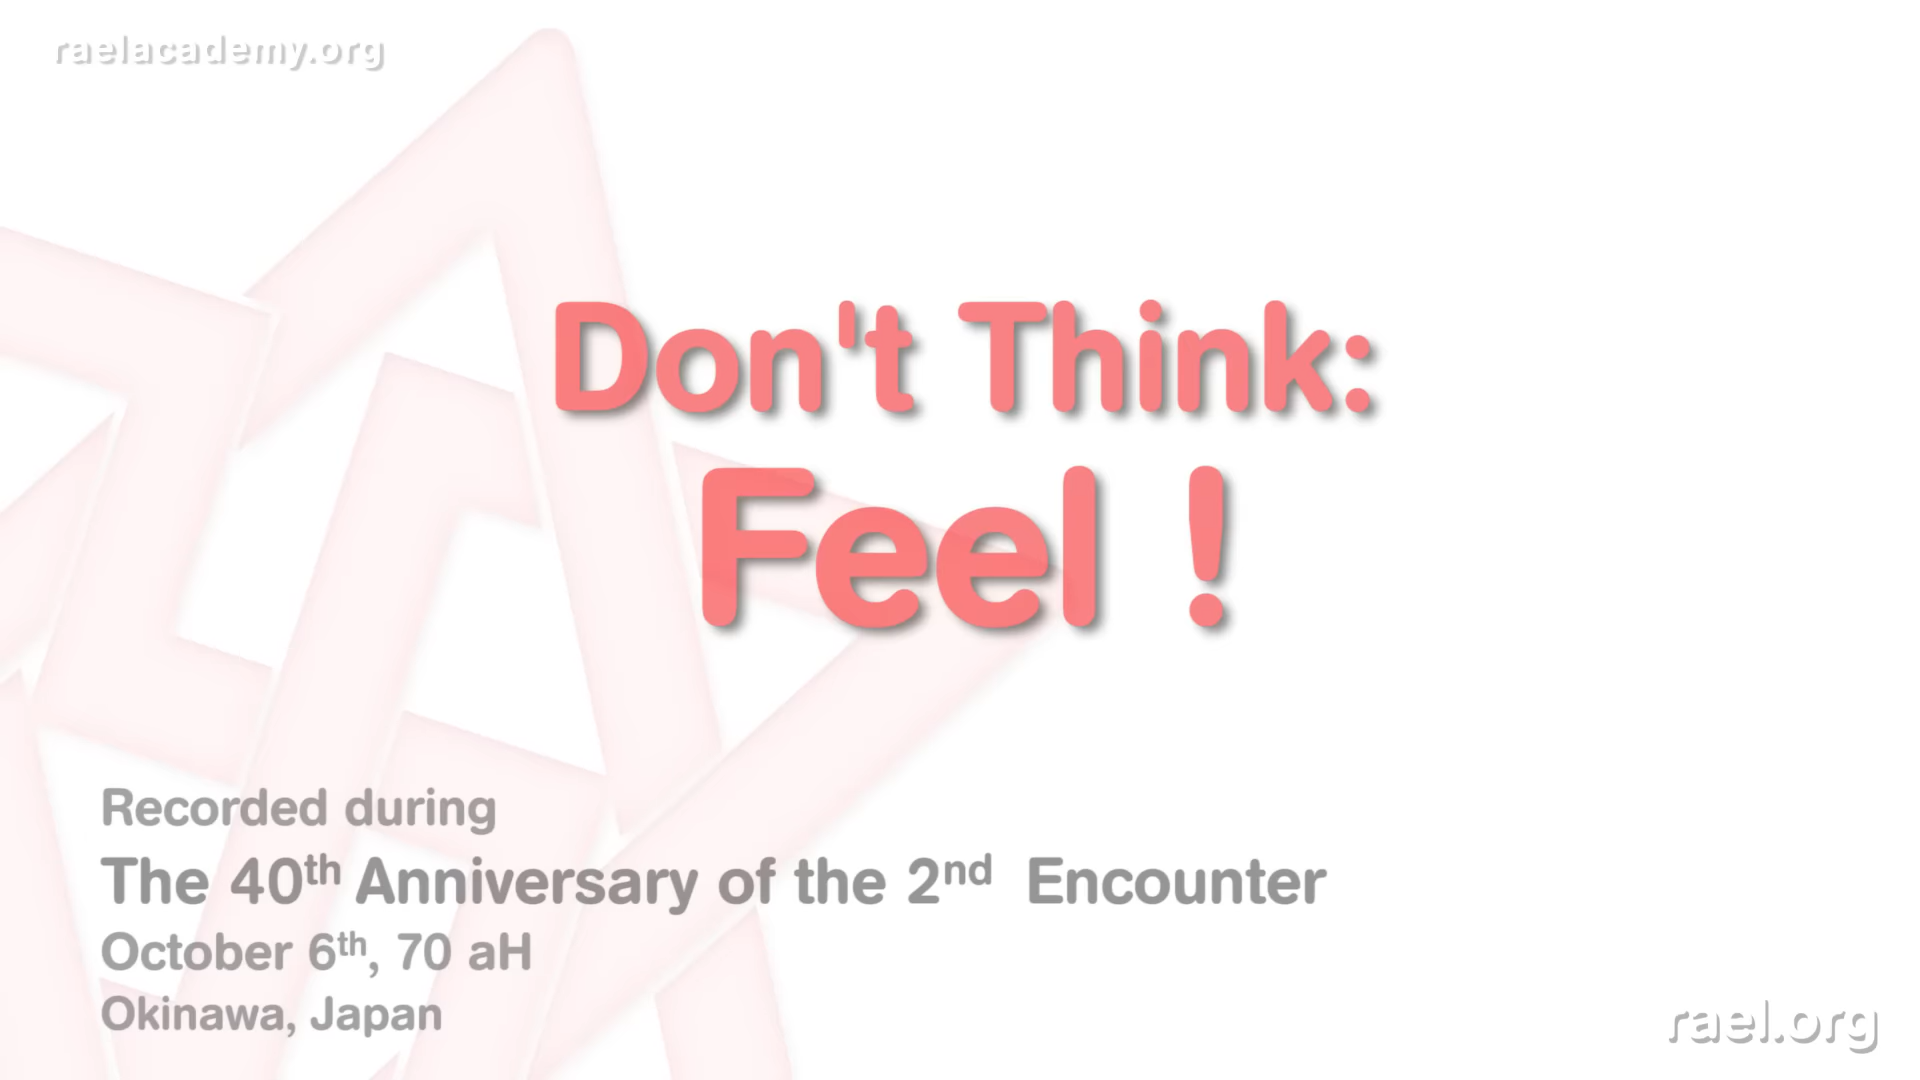 raelacademy.org
Don't Think:
Feel !
Recorded during
The 40th Anniversary of the 2nd Encounter
October 6th, 70 aH
Okinawa, Japan
rael.org